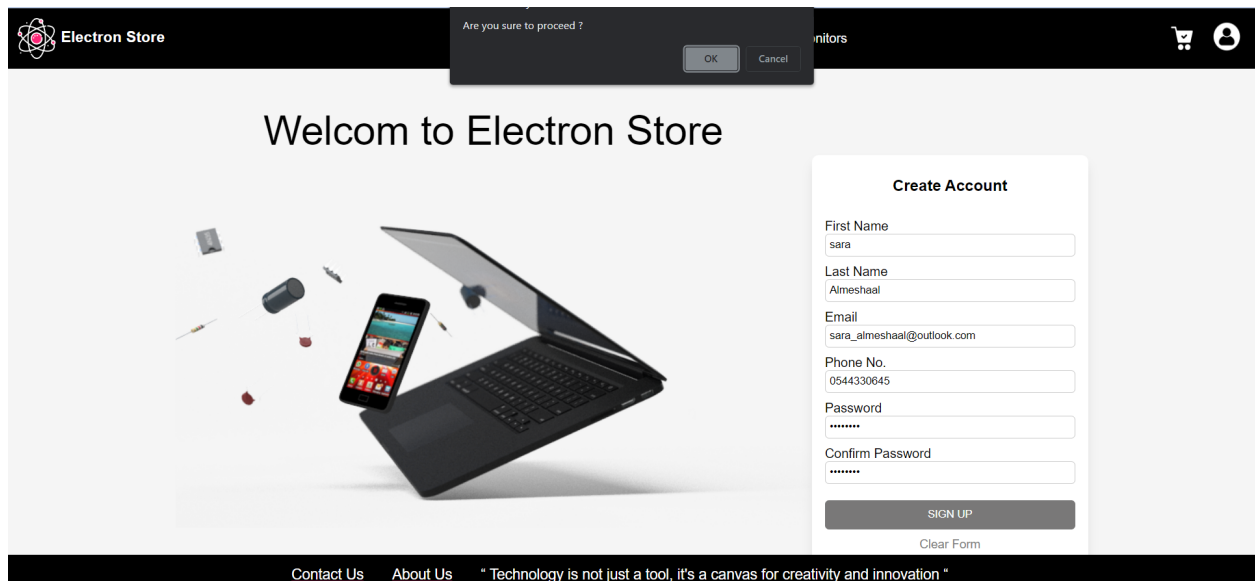 Electron Store
Are you sure to proceed ?
OK
Cancel
Welcom to Electron Store
Create Account
First Name
sara
Last Name
Almeshaal
Email
sara_almeshaal@outlook.com
Phone No.
0544330645
Password
••••••••
Confirm Password
••••••••
SIGN UP
Clear Form
Contact Us About Us “ Technology is not just a tool, it's a canvas for creativity and innovation “